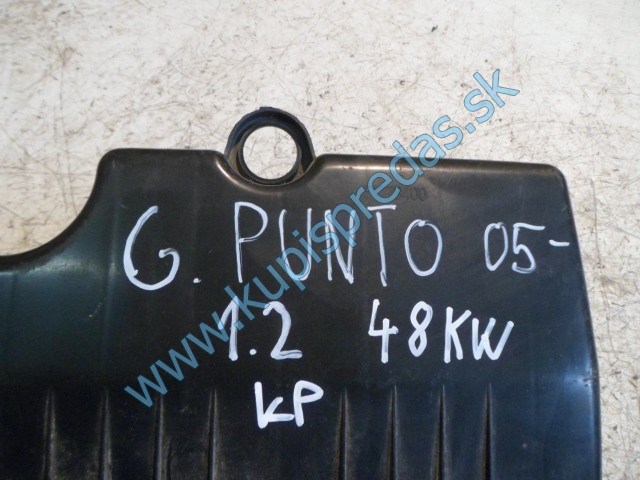 G. PUNTO 05-
1.2 48KW
KP
www.kupispredas.sk